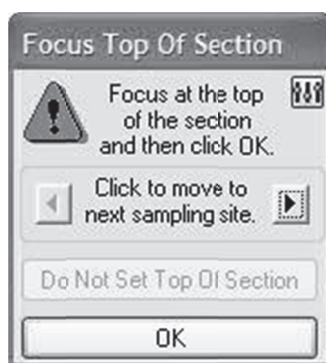 Focus Top Of Section
Focus at the top
of the section
and then click OK.
Click to move to
next sampling site.
Do Not Set Top Of Section
OK